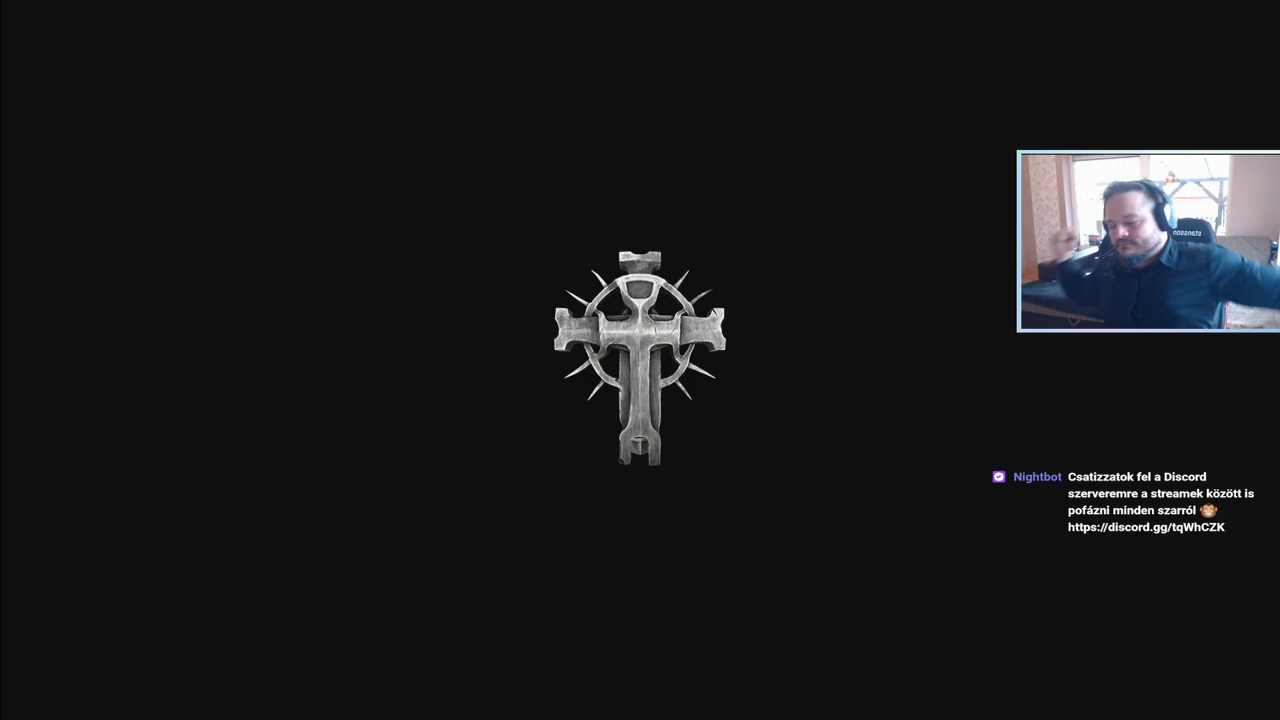 Nightbot Csatizzatok fel a Discord
szerveremre a streamek között is
pofázni minden szarról
https://discord.gg/tqWhCZK